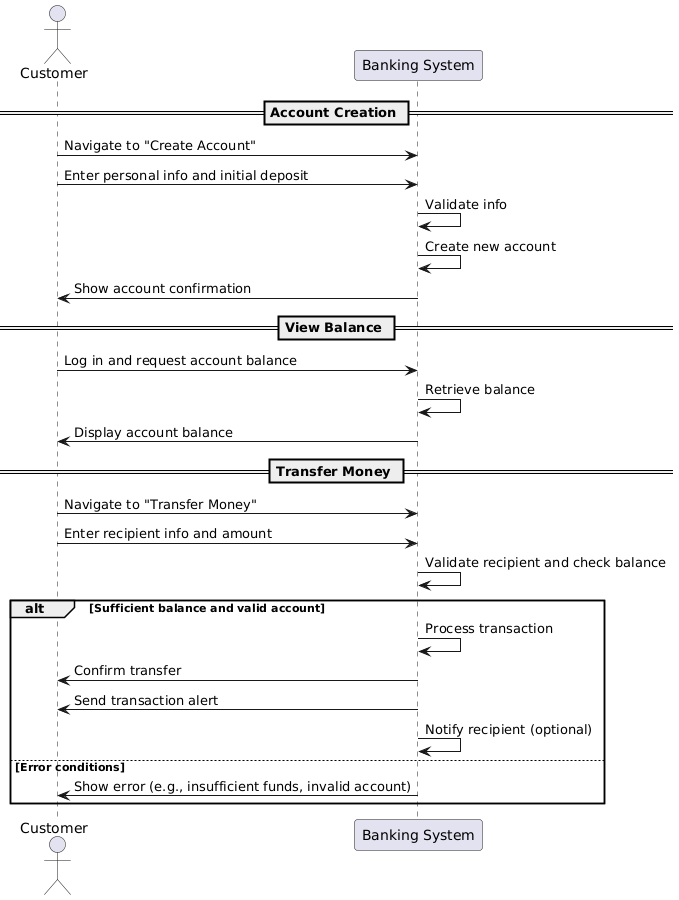 Customer
Banking System
Account Creation
Navigate to "Create Account"
Enter personal info and initial deposit
Validate info
Create new account
Show account confirmation
View Balance
Log in and request account balance
Retrieve balance
Display account balance
Transfer Money
Navigate to "Transfer Money"
Enter recipient info and amount
Validate recipient and check balance
alt [Sufficient balance and valid account]
Process transaction
Confirm transfer
Send transaction alert
Notify recipient (optional)
[Error conditions]
Show error (e.g., insufficient funds, invalid account)
Customer
Banking System